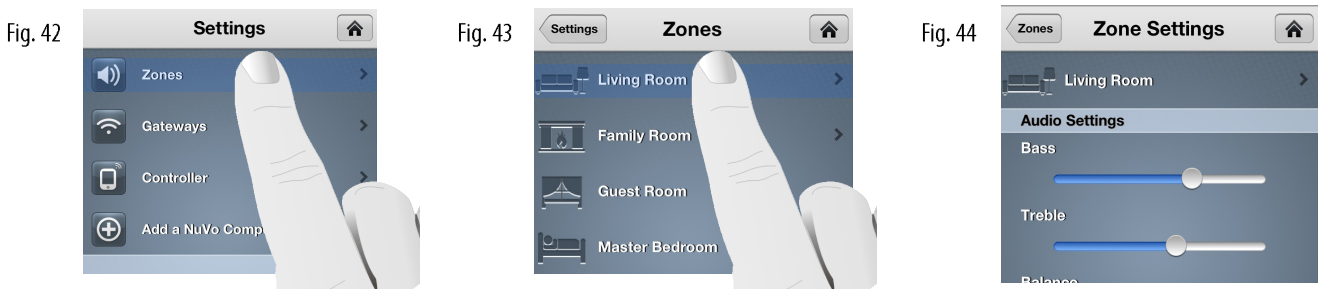 Fig. 42
Settings
Zones
Gateways
Controller
Add a NuVo Comp
Fig. 43
Settings
Zones
Living Room
Family Room
Guest Room
Master Bedroom
Fig. 44
Zones
Zone Settings
Living Room
Audio Settings
Bass
Treble
Balance